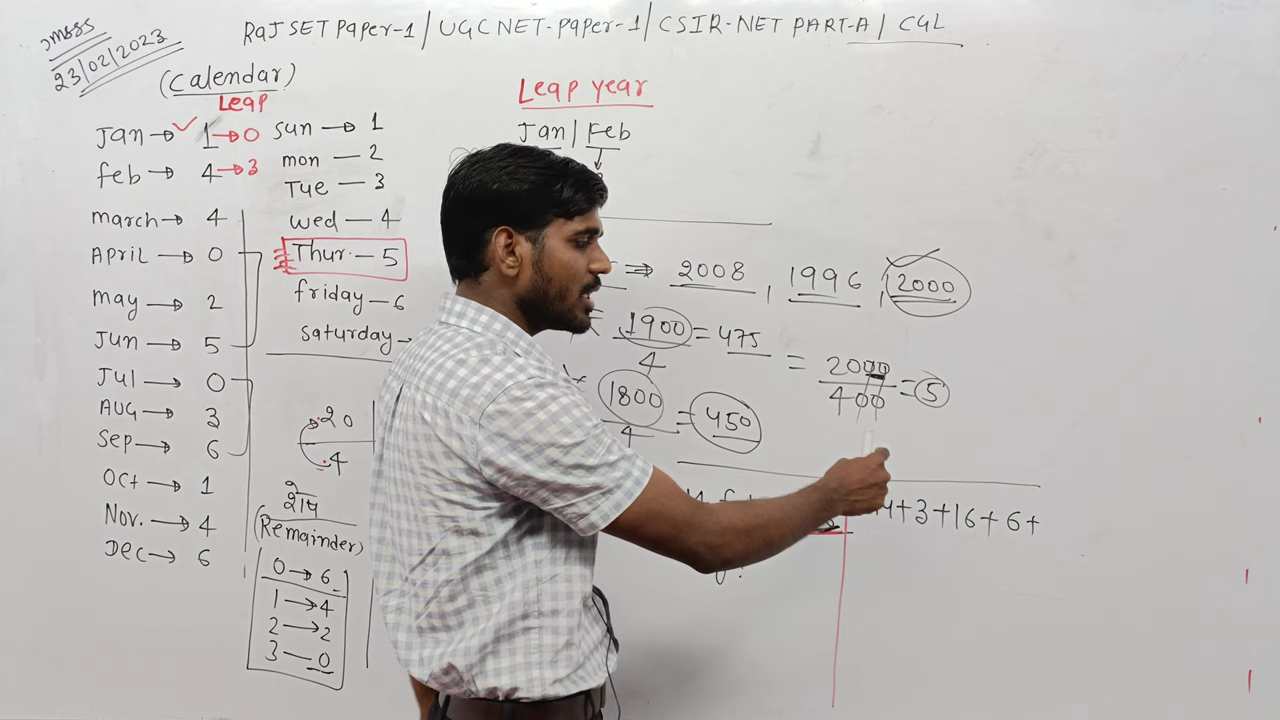 JMBSS
23/02/2023
RAJ SET Paper-1 / UGC NET-Paper-1 / CSIR-NET PART-A / CGL
(Calendar)
Leap
Jan → ✓ 1 → 0
feb → 4 → 3
march → 4
April → 0
may → 2
Jun → 5
Jul → 0
AUG → 3
Sep → 6
Oct → 1
Nov. → 4
Dec → 6
Sun → 1
mon — 2
Tue — 3
Wed — 4
Thur. — 5
friday — 6
saturday →
20
4
शेष
(Remainder)
0 → 6
1 → 4
2 → 2
3 — 0
Leap year
Jan / Feb
⇒ 2008, 1996, 2000
1900 = 475
4
1800 = 450
4
= 2000 = 5
400
+3+16+6+